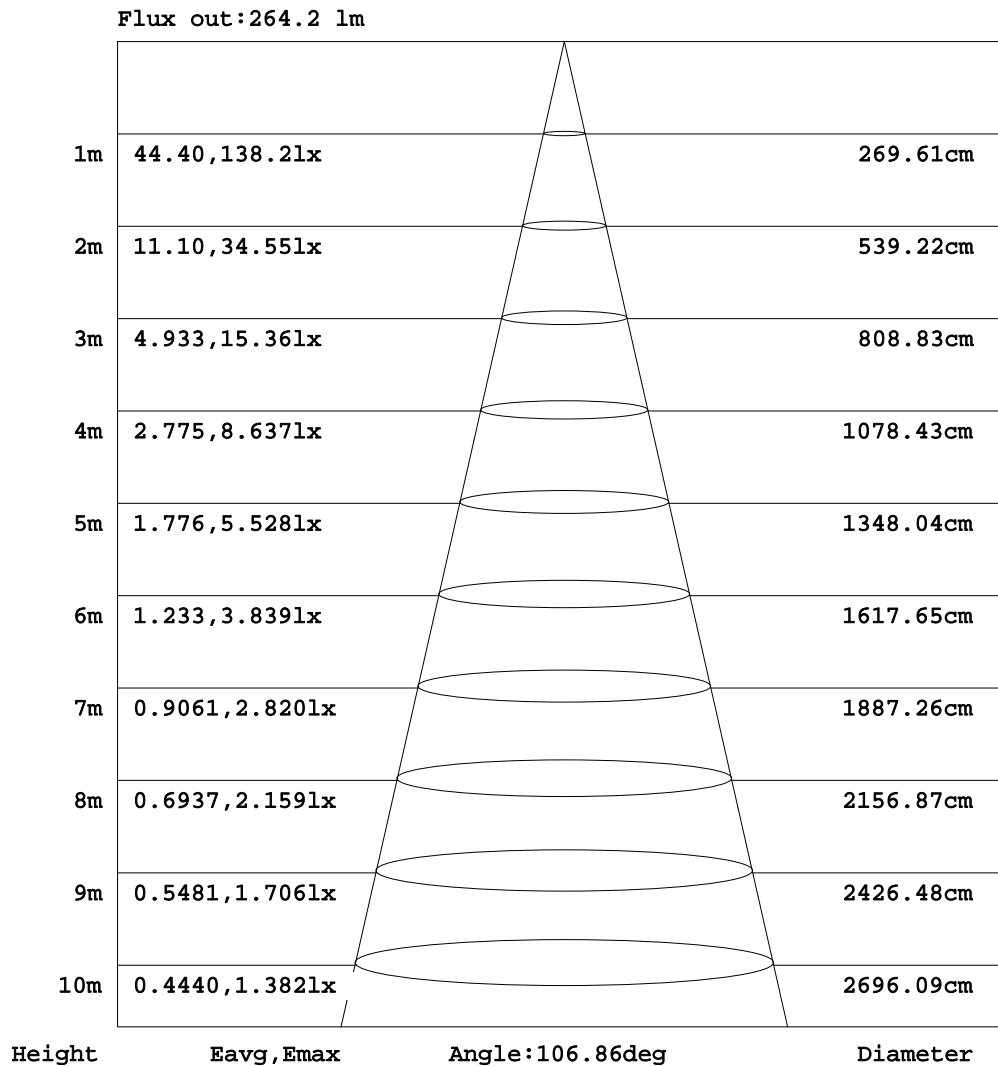 Flux out:264.2 lm
1m 44.40,138.2lx 269.61cm
2m 11.10,34.55lx 539.22cm
3m 4.933,15.36lx 808.83cm
4m 2.775,8.637lx 1078.43cm
5m 1.776,5.528lx 1348.04cm
6m 1.233,3.839lx 1617.65cm
7m 0.9061,2.820lx 1887.26cm
8m 0.6937,2.159lx 2156.87cm
9m 0.5481,1.706lx 2426.48cm
10m 0.4440,1.382lx 2696.09cm
Height Eavg,Emax Angle:106.86deg Diameter